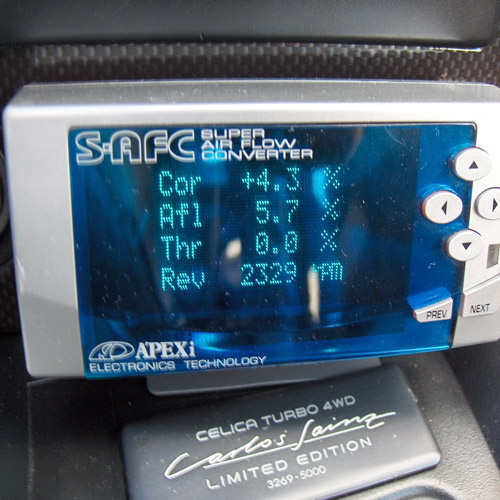 S-AFC SUPER
AIR FLOW
CONVERTER
Cor +4.3 %
Afl 5.7 %
Thr 0.0 %
Rev 2329 rPM
PREV
NEXT
APEXi
ELECTRONICS TECHNOLOGY
CELICA TURBO 4WD
Carlos Sainz
LIMITED EDITION
3269-5000